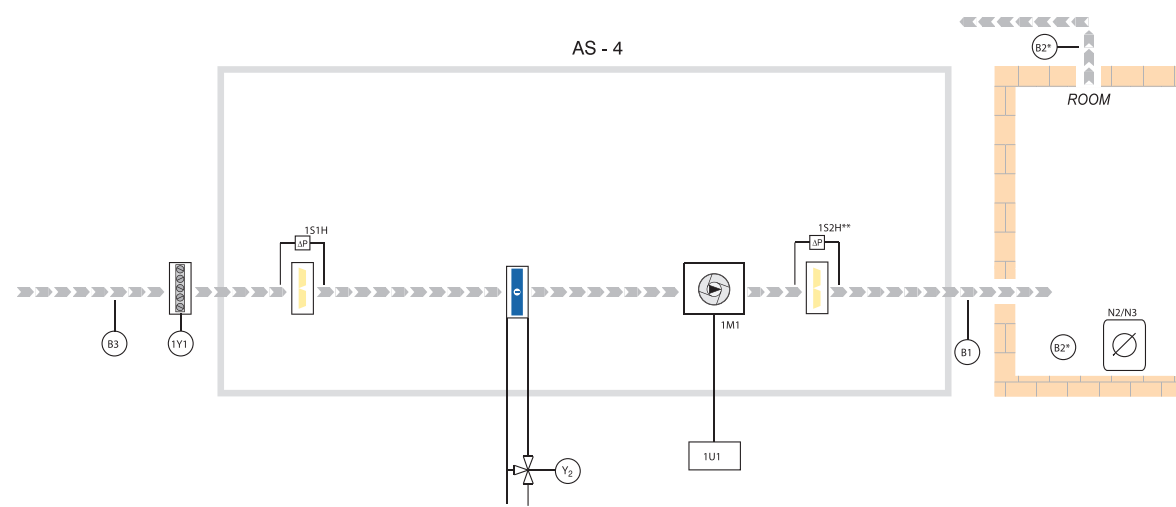 AS - 4
B2*
ROOM
1S1H
ΔP
1S2H**
ΔP
N2/N3
1M1
B3
1Y1
B1
B2*
1U1
Y₂